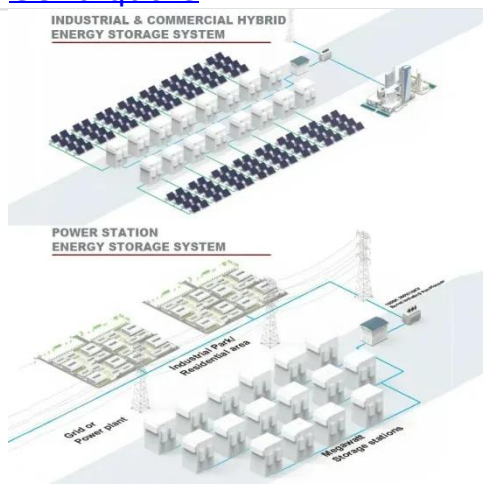 INDUSTRIAL & COMMERCIAL HYBRID
ENERGY STORAGE SYSTEM
POWER STATION
ENERGY STORAGE SYSTEM
Industrial Park/
Residential area
Grid or
Power plant
Megawatt
Storage stations